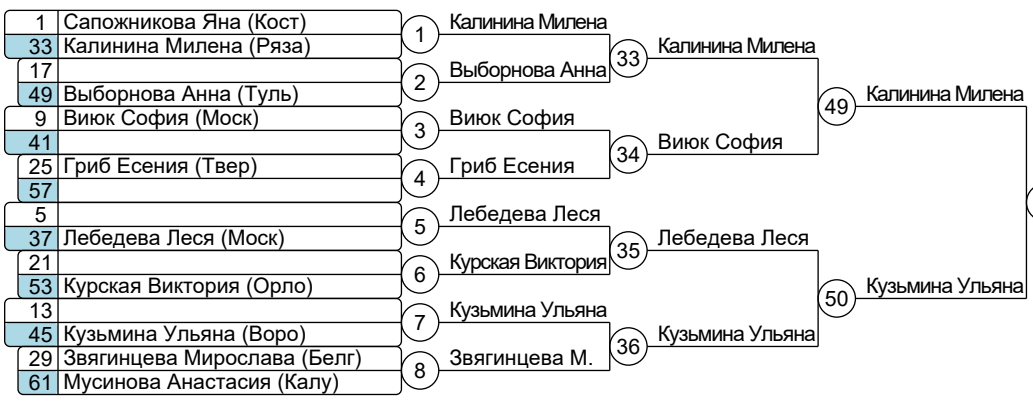 1 Сапожникова Яна (Кост)
33 Калинина Милена (Ряза)
17
49 Выборнова Анна (Туль)
9 Виюк София (Моск)
41
25 Гриб Есения (Твер)
57
5
37 Лебедева Леся (Моск)
21
53 Курская Виктория (Орло)
13
45 Кузьмина Ульяна (Воро)
29 Звягинцева Мирослава (Белг)
61 Мусинова Анастасия (Калу)
1 Калинина Милена
2 Выборнова Анна
3 Виюк София
4 Гриб Есения
5 Лебедева Леся
6 Курская Виктория
7 Кузьмина Ульяна
8 Звягинцева М.
33 Калинина Милена
34 Виюк София
35 Лебедева Леся
36 Кузьмина Ульяна
49 Калинина Милена
50 Кузьмина Ульяна